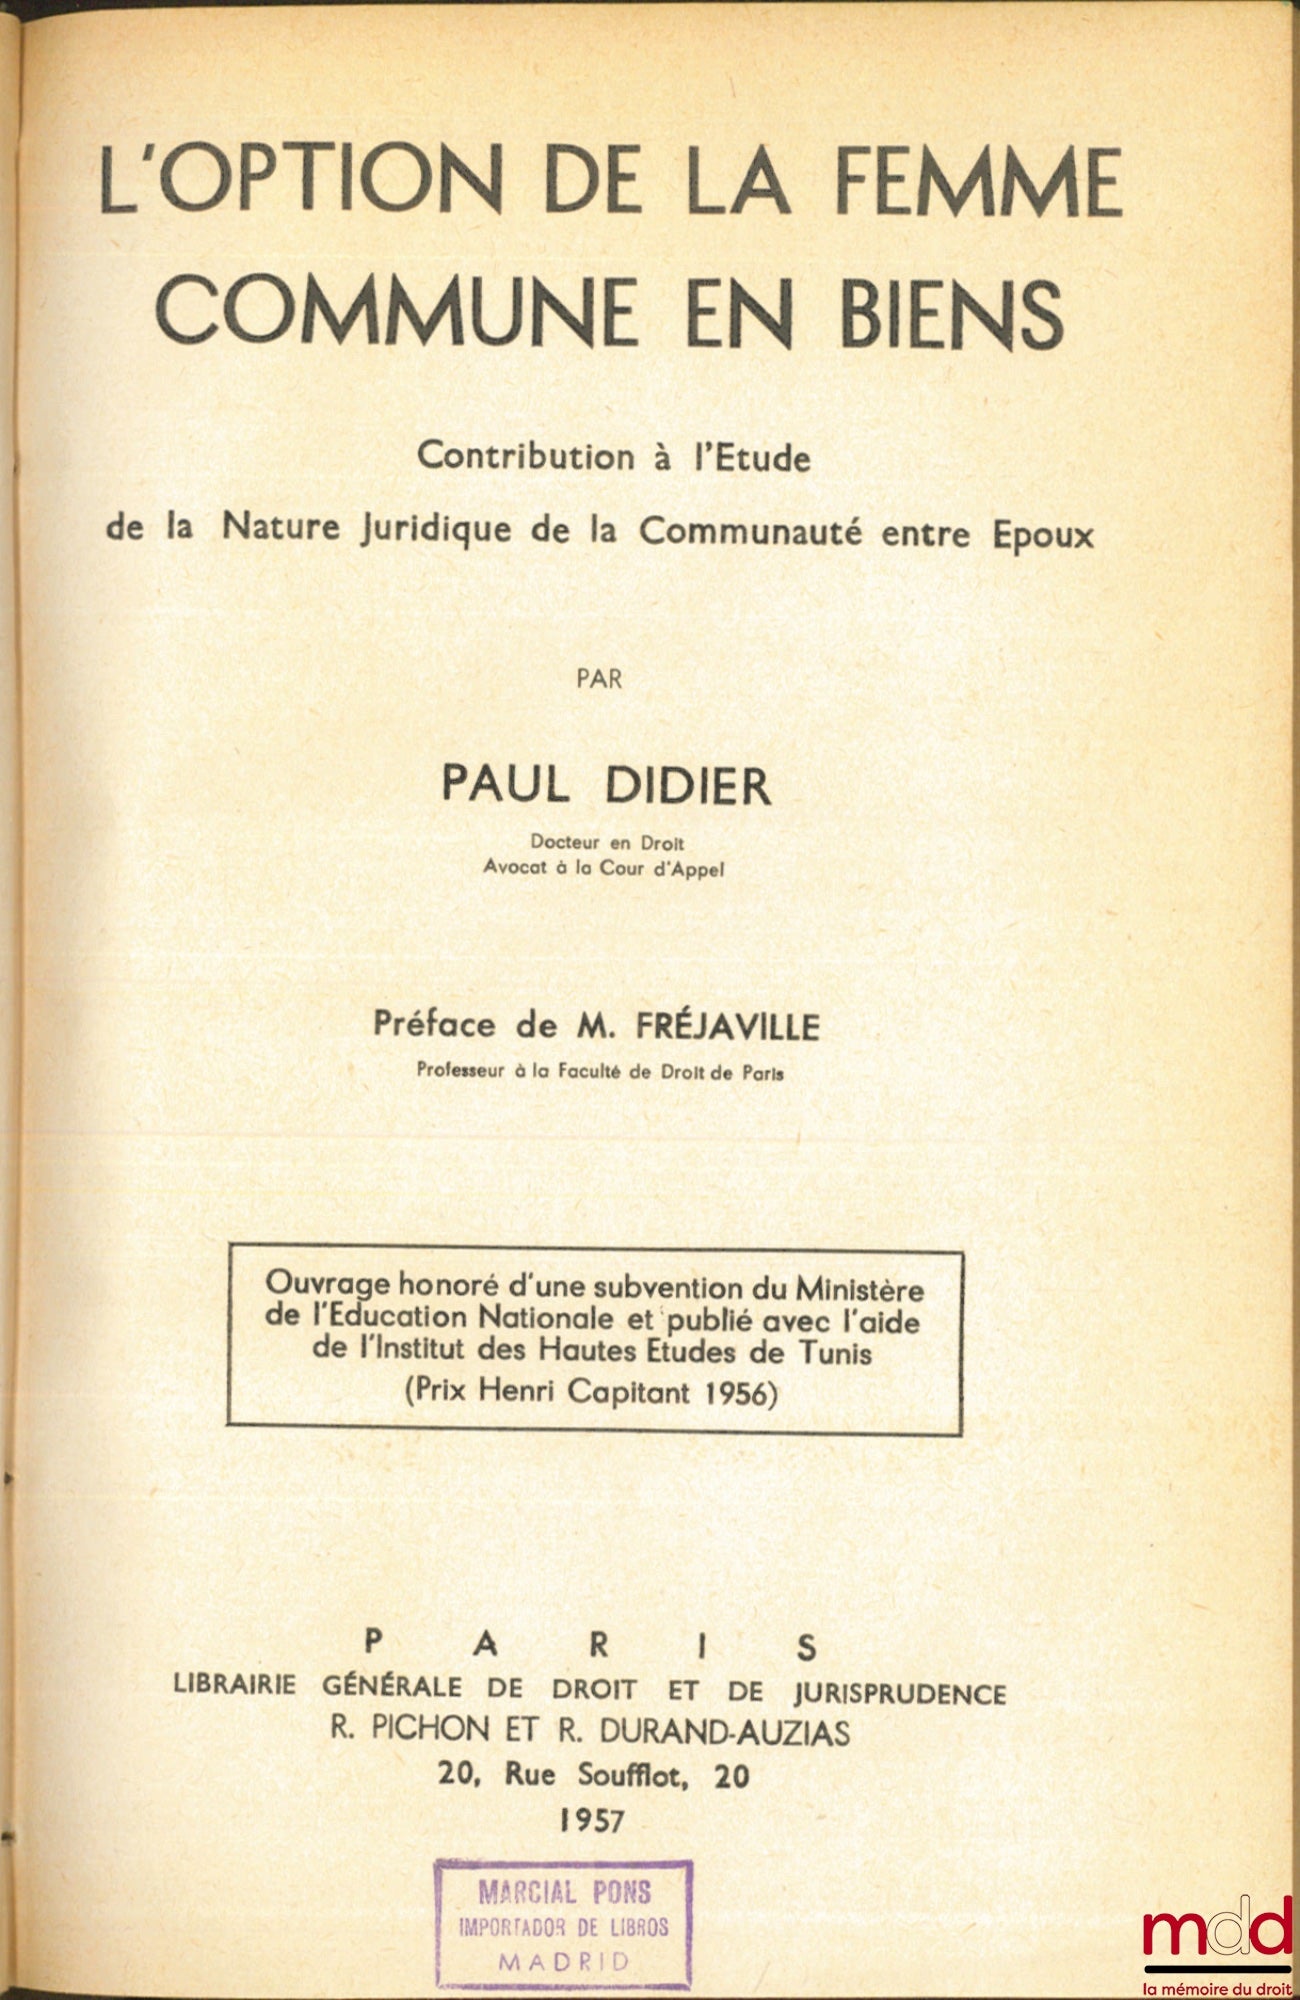 L'OPTION DE LA FEMME
COMMUNE EN BIENS
Contribution à l'Etude
de la Nature Juridique de la Communauté entre Epoux
PAR
PAUL DIDIER
Docteur en Droit
Avocat à la Cour d'Appel
Préface de M. FRÉJAVILLE
Professeur à la Faculté de Droit de Paris
Ouvrage honoré d'une subvention du Ministère
de l'Education Nationale et publié avec l'aide
de l'Institut des Hautes Etudes de Tunis
(Prix Henri Capitant 1956)
P A R I S
LIBRAIRIE GÉNÉRALE DE DROIT ET DE JURISPRUDENCE
R. PICHON ET R. DURAND-AUZIAS
20, Rue Soufflot, 20
1957
MARCIAL PONS
IMPORTADOR DE LIBROS
MADRID
mdd
la mémoire du droit